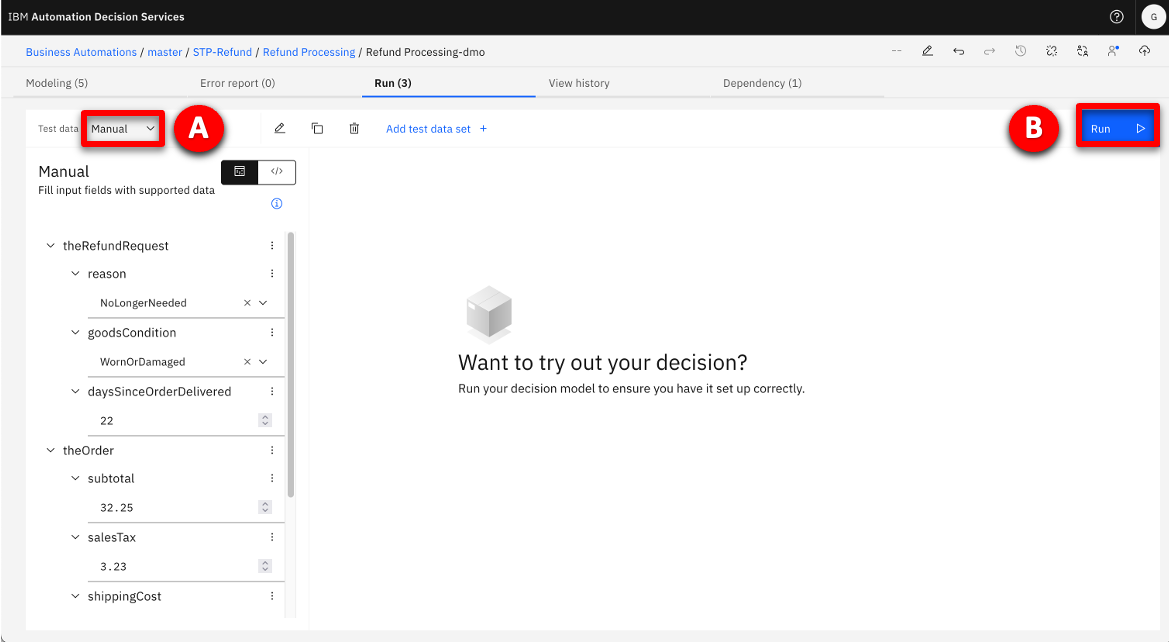 IBM Automation Decision Services
G
Business Automations / master / STP-Refund / Refund Processing / Refund Processing-dmo
--
Modeling (5)
Error report (0)
Run (3)
View history
Dependency (1)
Test data
Manual
A
Add test data set +
B
Run
Manual
</>
Fill input fields with supported data
theRefundRequest
reason
NoLongerNeeded
goodsCondition
WornOrDamaged
daysSinceOrderDelivered
22
theOrder
subtotal
32.25
salesTax
3.23
shippingCost
Want to try out your decision?
Run your decision model to ensure you have it set up correctly.